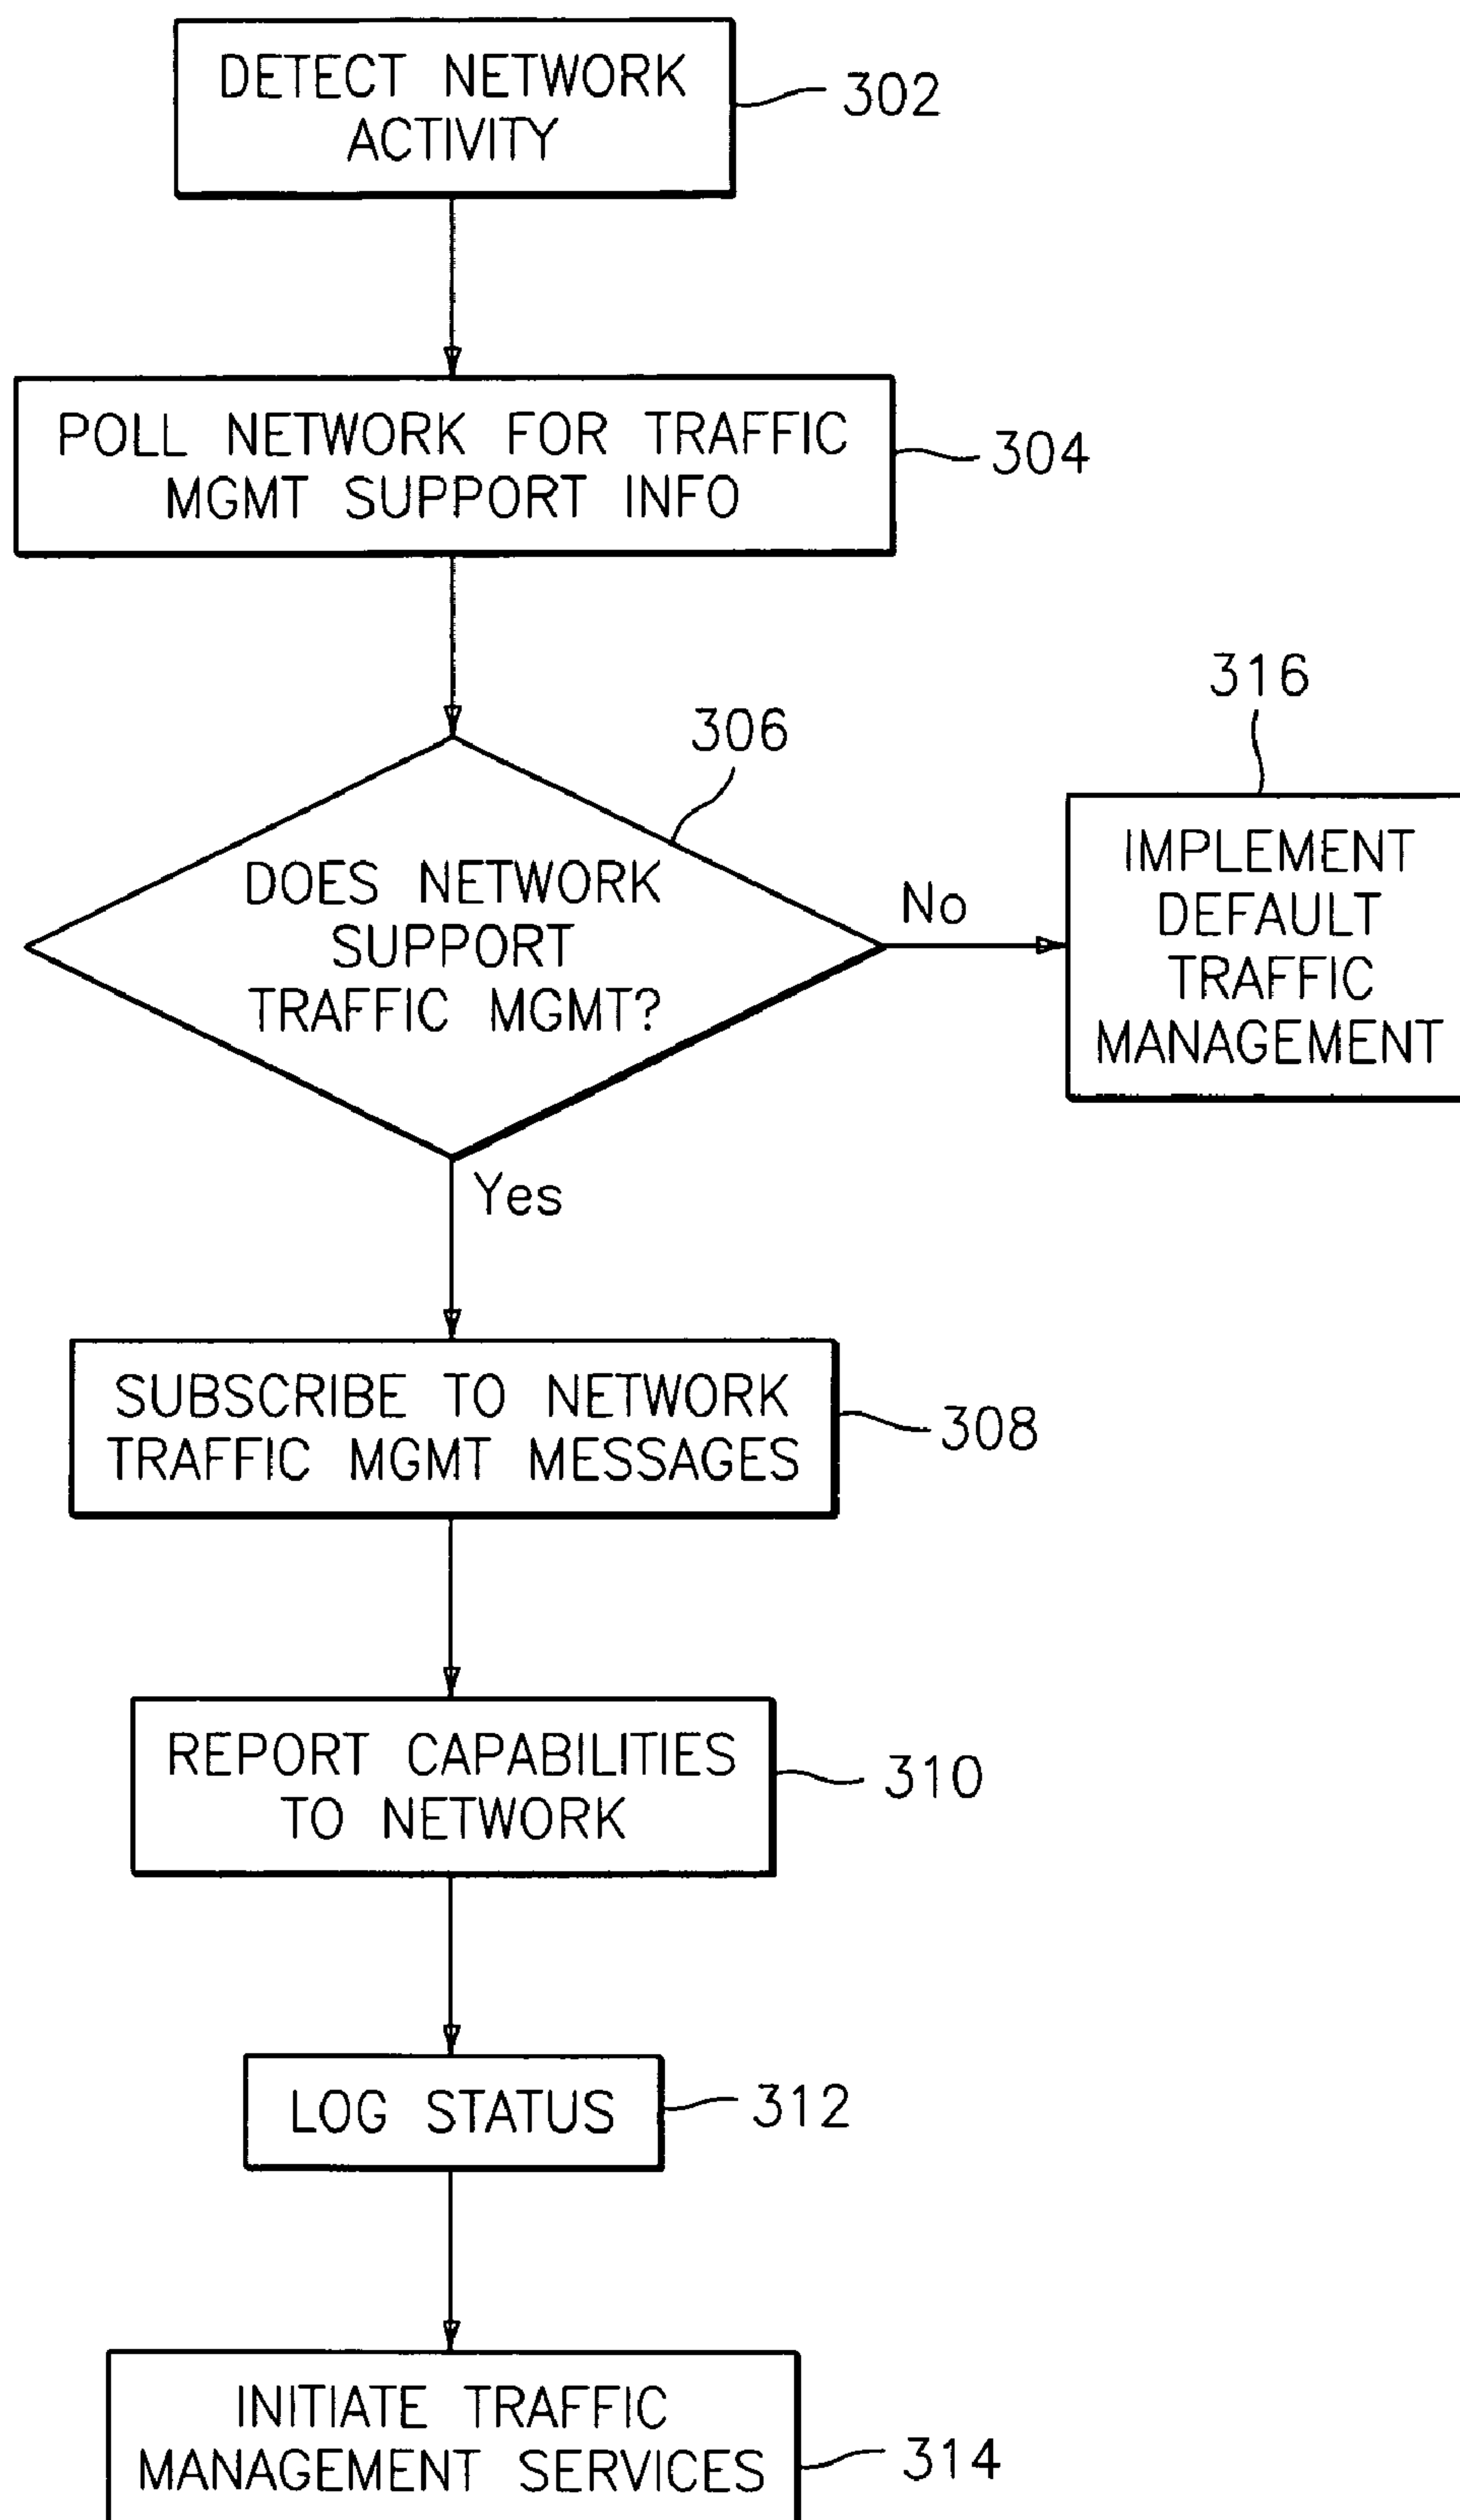 DETECT NETWORK
ACTIVITY
302
POLL NETWORK FOR TRAFFIC
MGMT SUPPORT INFO
304
306
DOES NETWORK
SUPPORT
TRAFFIC MGMT?
No
316
IMPLEMENT
DEFAULT
TRAFFIC
MANAGEMENT
Yes
SUBSCRIBE TO NETWORK
TRAFFIC MGMT MESSAGES
308
REPORT CAPABILITIES
TO NETWORK
310
LOG STATUS
312
INITIATE TRAFFIC
MANAGEMENT SERVICES
314